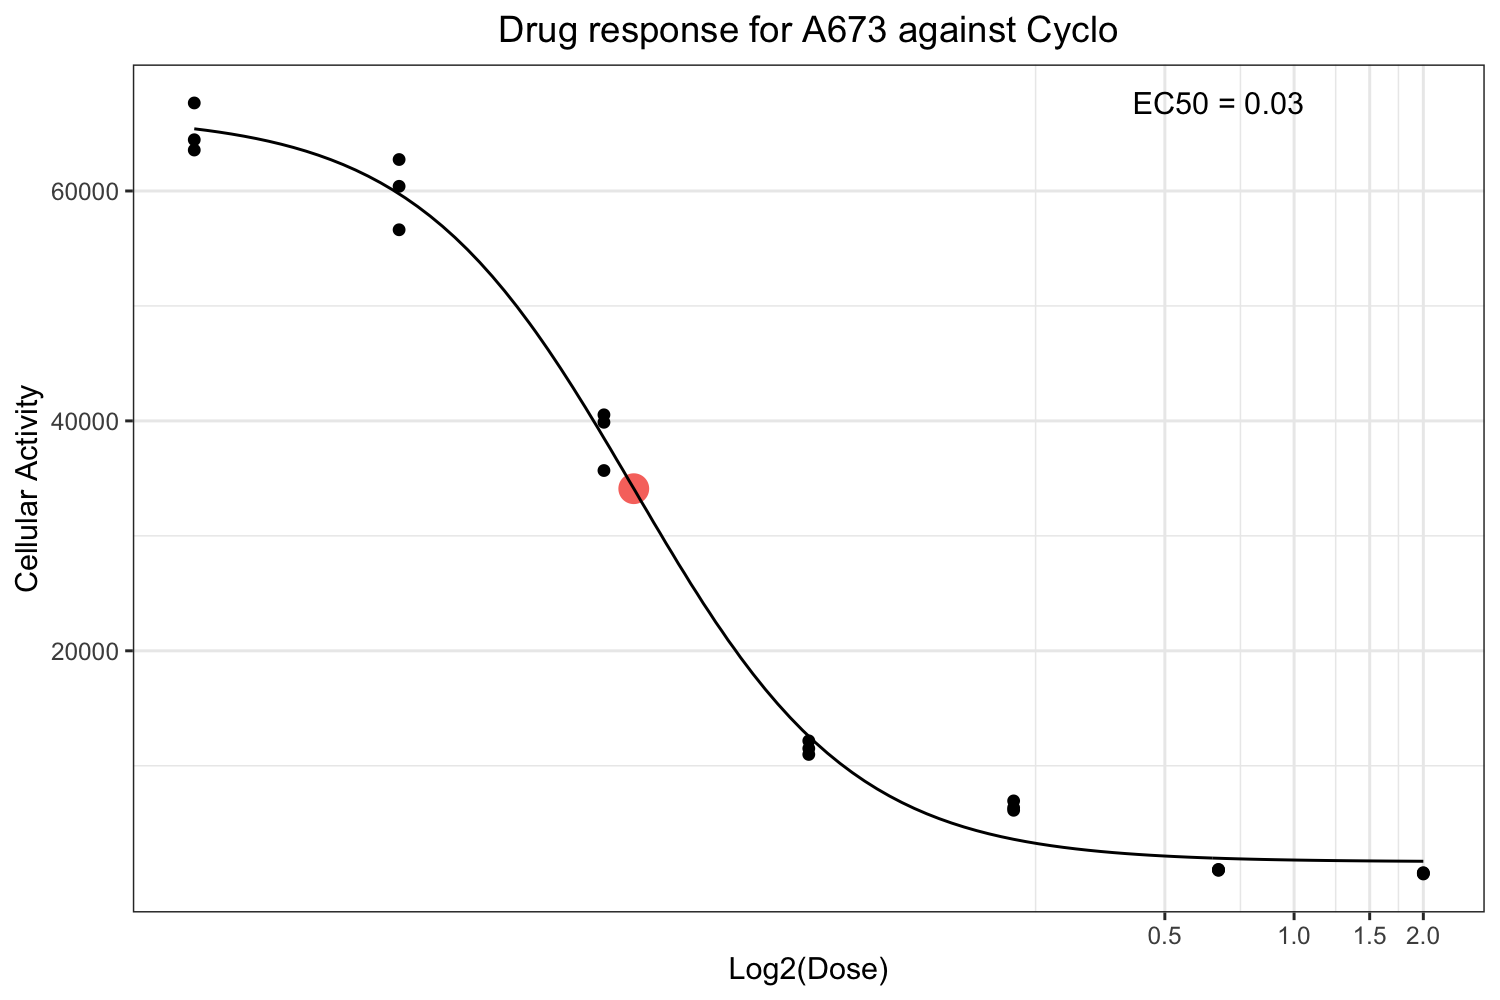 Drug response for A673 against Cyclo
EC50 = 0.03
60000
40000
20000
Cellular Activity
0.5 1.0 1.5 2.0
Log2(Dose)